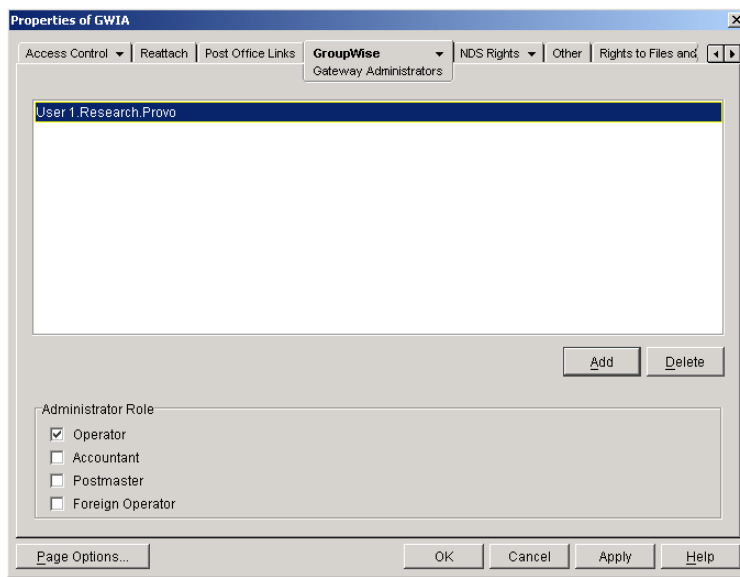 Properties of GWIA
Access Control Reattach Post Office Links GroupWise NDS Rights Other Rights to Files and
Gateway Administrators
User 1.Research.Provo
Add Delete
Administrator Role
Operator
Accountant
Postmaster
Foreign Operator
Page Options... OK Cancel Apply Help